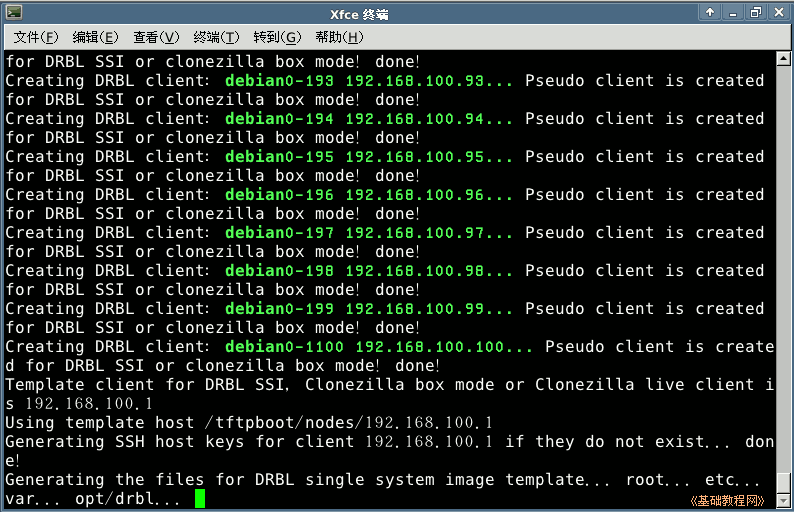 Xfce 终端
文件(F) 编辑(E) 查看(V) 终端(T) 转到(G) 帮助(H)
for DRBL SSI or clonezilla box mode! done!
Creating DRBL client: debian0-193 192.168.100.93... Pseudo client is created
for DRBL SSI or clonezilla box mode! done!
Creating DRBL client: debian0-194 192.168.100.94... Pseudo client is created
for DRBL SSI or clonezilla box mode! done!
Creating DRBL client: debian0-195 192.168.100.95... Pseudo client is created
for DRBL SSI or clonezilla box mode! done!
Creating DRBL client: debian0-196 192.168.100.96... Pseudo client is created
for DRBL SSI or clonezilla box mode! done!
Creating DRBL client: debian0-197 192.168.100.97... Pseudo client is created
for DRBL SSI or clonezilla box mode! done!
Creating DRBL client: debian0-198 192.168.100.98... Pseudo client is created
for DRBL SSI or clonezilla box mode! done!
Creating DRBL client: debian0-199 192.168.100.99... Pseudo client is created
for DRBL SSI or clonezilla box mode! done!
Creating DRBL client: debian0-1100 192.168.100.100... Pseudo client is create
d for DRBL SSI or clonezilla box mode! done!
Template client for DRBL SSI, Clonezilla box mode or Clonezilla live client i
s 192.168.100.1
Using template host /tftpboot/nodes/192.168.100.1
Generating SSH host keys for client 192.168.100.1 if they do not exist... don
e!
Generating the files for DRBL single system image template... root... etc...
var... opt/drbl...
《基础教程网》